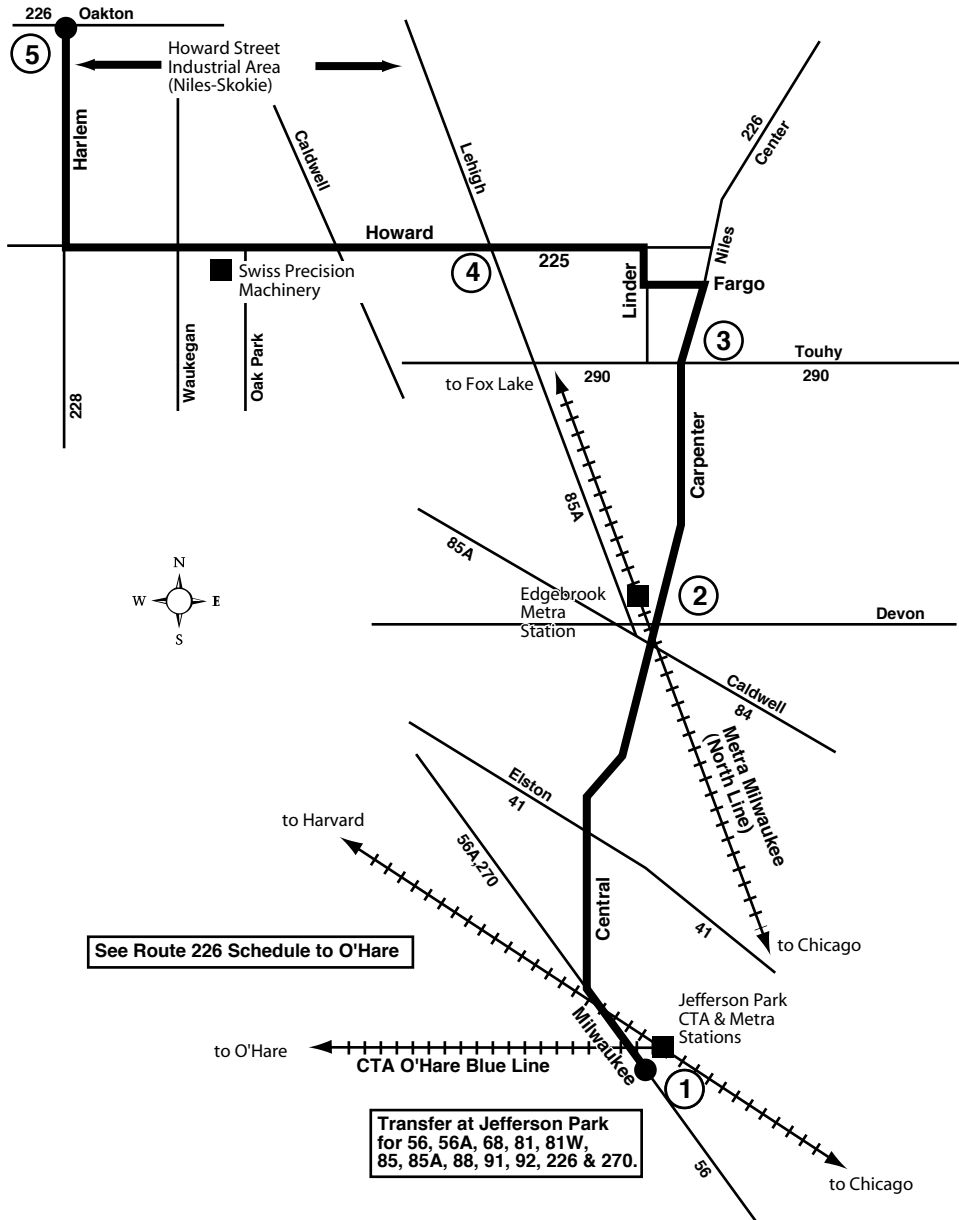 226 Oakton
5
Howard Street
Industrial Area
(Niles-Skokie)
Harlem
Caldwell
Lehigh
226
Center
Howard
225
Niles
4
Swiss Precision
Machinery
Linder
Fargo
3
Touhy
290
290
to Fox Lake
228
Waukegan
Oak Park
Carpenter
85A
85A
N
W
E
S
Edgebrook
Metra
Station
2
Devon
Caldwell
84
Metra Milwaukee
(North Line)
Elston
41
to Harvard
56A,270
Central
41
to Chicago
See Route 226 Schedule to O'Hare
Jefferson Park
CTA & Metra
Stations
to O'Hare
CTA O'Hare Blue Line
Milwaukee
1
Transfer at Jefferson Park
for 56, 56A, 68, 81, 81W,
85, 85A, 88, 91, 92, 226 & 270.
56
to Chicago